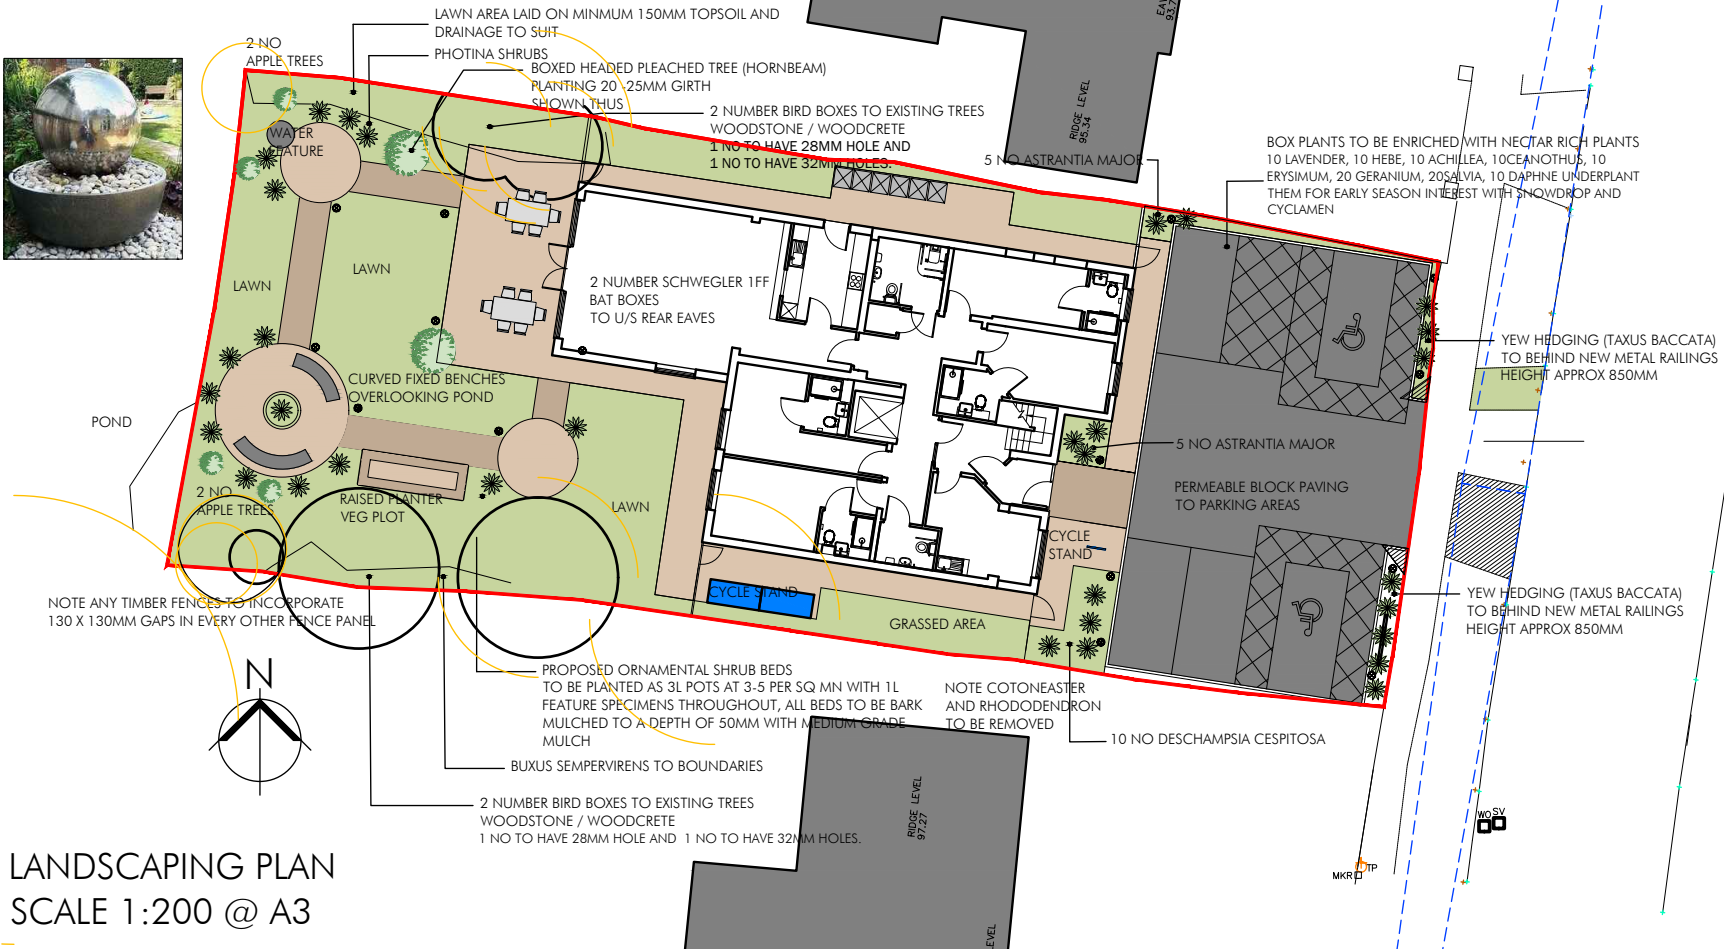 LAWN AREA LAID ON MINMUM 150MM TOPSOIL AND
DRAINAGE TO SUIT
2 NO
APPLE TREES
PHOTINA SHRUBS
BOXED HEADED PLEACHED TREE (HORNBEAM)
PLANTING 20 -25MM GIRTH
SHOWN THUS
2 NUMBER BIRD BOXES TO EXISTING TREES
WOODSTONE / WOODCRETE
1 NO TO HAVE 28MM HOLE AND
1 NO TO HAVE 32MM HOLES.
RIDGE LEVEL
95.34
5 NO ASTRANTIA MAJOR
BOX PLANTS TO BE ENRICHED WITH NECTAR RICH PLANTS
10 LAVENDER, 10 HEBE, 10 ACHILLEA, 10CEANOTHUS, 10
ERYSIMUM, 20 GERANIUM, 20SALVIA, 10 DAPHNE UNDERPLANT
THEM FOR EARLY SEASON INTEREST WITH SNOWDROP AND
CYCLAMEN
WATER
FEATURE
LAWN
LAWN
2 NUMBER SCHWEGLER 1FF
BAT BOXES
TO U/S REAR EAVES
YEW HEDGING (TAXUS BACCATA)
TO BEHIND NEW METAL RAILINGS
HEIGHT APPROX 850MM
CURVED FIXED BENCHES
OVERLOOKING POND
POND
5 NO ASTRANTIA MAJOR
PERMEABLE BLOCK PAVING
TO PARKING AREAS
2 NO
APPLE TREES
RAISED PLANTER
VEG PLOT
LAWN
CYCLE
STAND
CYCLE STAND
GRASSED AREA
NOTE ANY TIMBER FENCES TO INCORPORATE
130 X 130MM GAPS IN EVERY OTHER FENCE PANEL
YEW HEDGING (TAXUS BACCATA)
TO BEHIND NEW METAL RAILINGS
HEIGHT APPROX 850MM
N
PROPOSED ORNAMENTAL SHRUB BEDS
TO BE PLANTED AS 3L POTS AT 3-5 PER SQ MN WITH 1L
FEATURE SPECIMENS THROUGHOUT, ALL BEDS TO BE BARK
MULCHED TO A DEPTH OF 50MM WITH MEDIUM GRADE
MULCH
NOTE COTONEASTER
AND RHODODENDRON
TO BE REMOVED
10 NO DESCHAMPSIA CESPITOSA
BUXUS SEMPERVIRENS TO BOUNDARIES
2 NUMBER BIRD BOXES TO EXISTING TREES
WOODSTONE / WOODCRETE
1 NO TO HAVE 28MM HOLE AND 1 NO TO HAVE 32MM HOLES.
RIDGE LEVEL
97.27
WO SV
MKR TP
LANDSCAPING PLAN
SCALE 1:200 @ A3